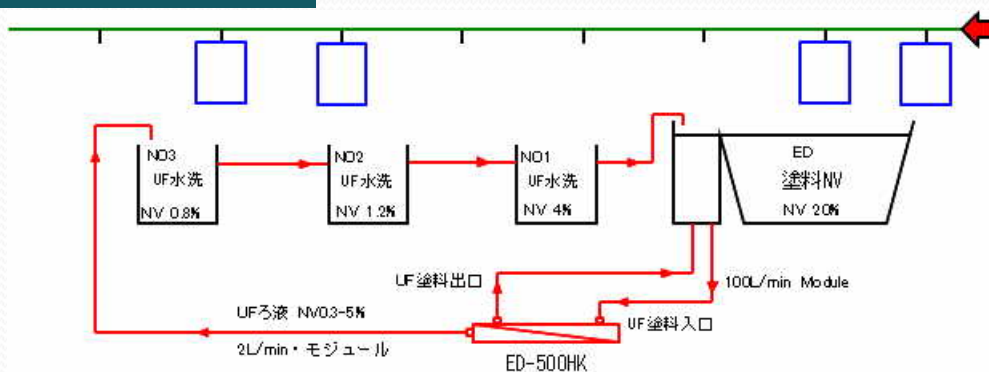 NO3
UF水洗
NV 0.8%
NO2
UF水洗
NV 1.2%
NO1
UF水洗
NV 4%
ED
塗料NV
NV 20%
UF塗料出口
100L/min Module
UFろ液 NV0.3-5%
UF塗料入口
2L/min・モジュール
ED-500HK